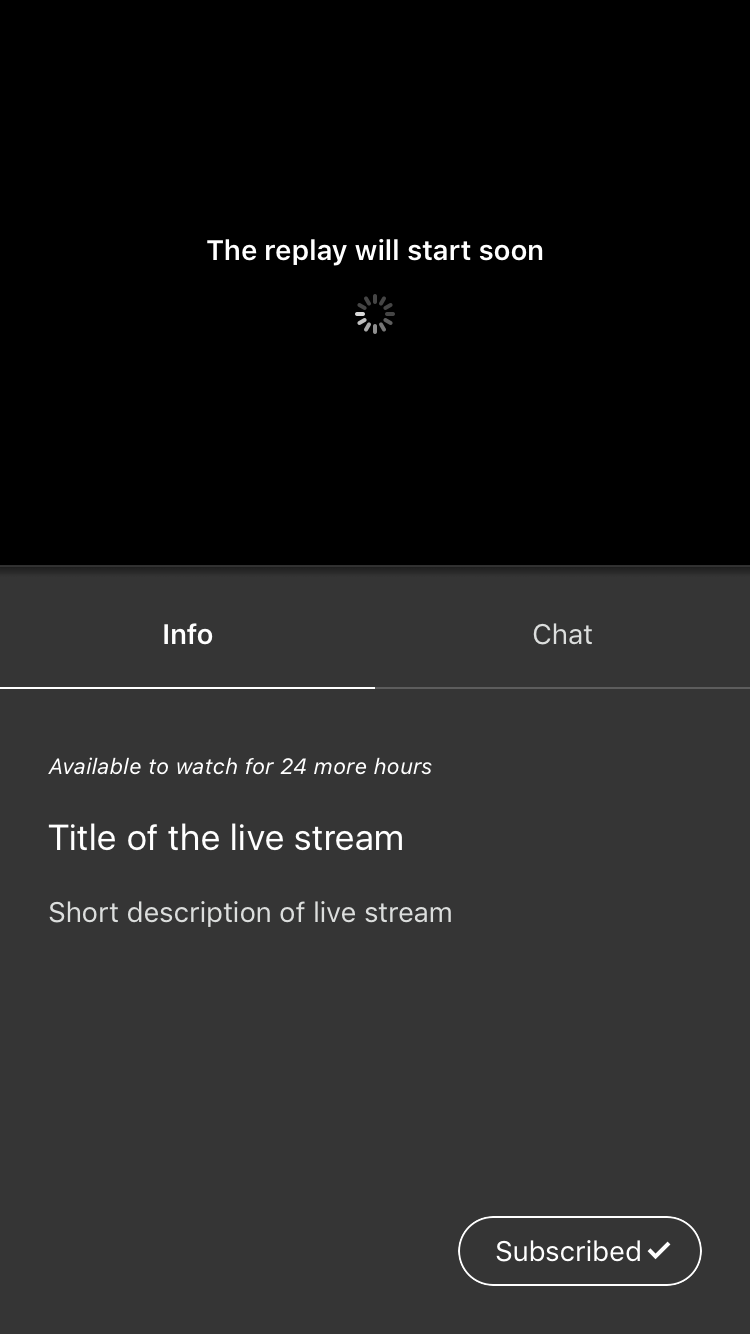 The replay will start soon
Info
Chat
Available to watch for 24 more hours
Title of the live stream
Short description of live stream
Subscribed